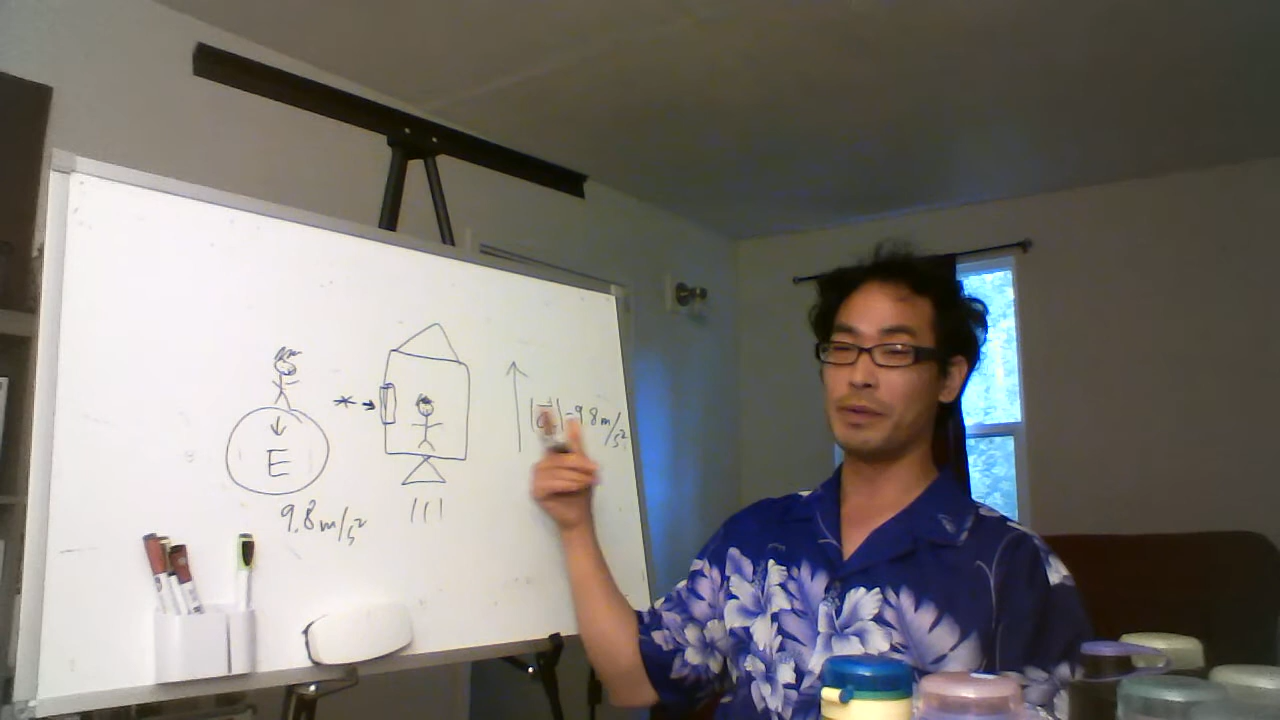 E
9.8 m/s²
|a⃗| = 9.8 m/s²